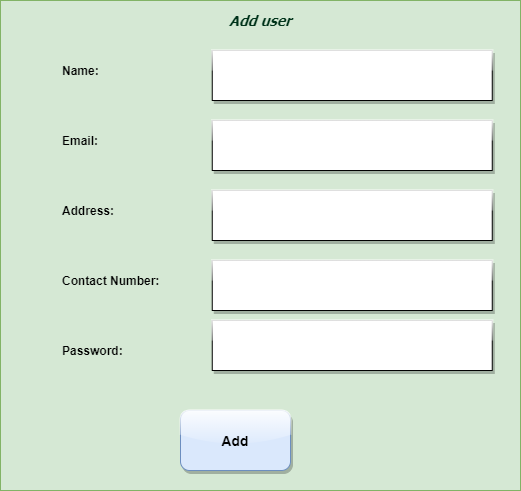 Add user
Name:
Email:
Address:
Contact Number:
Password:
Add